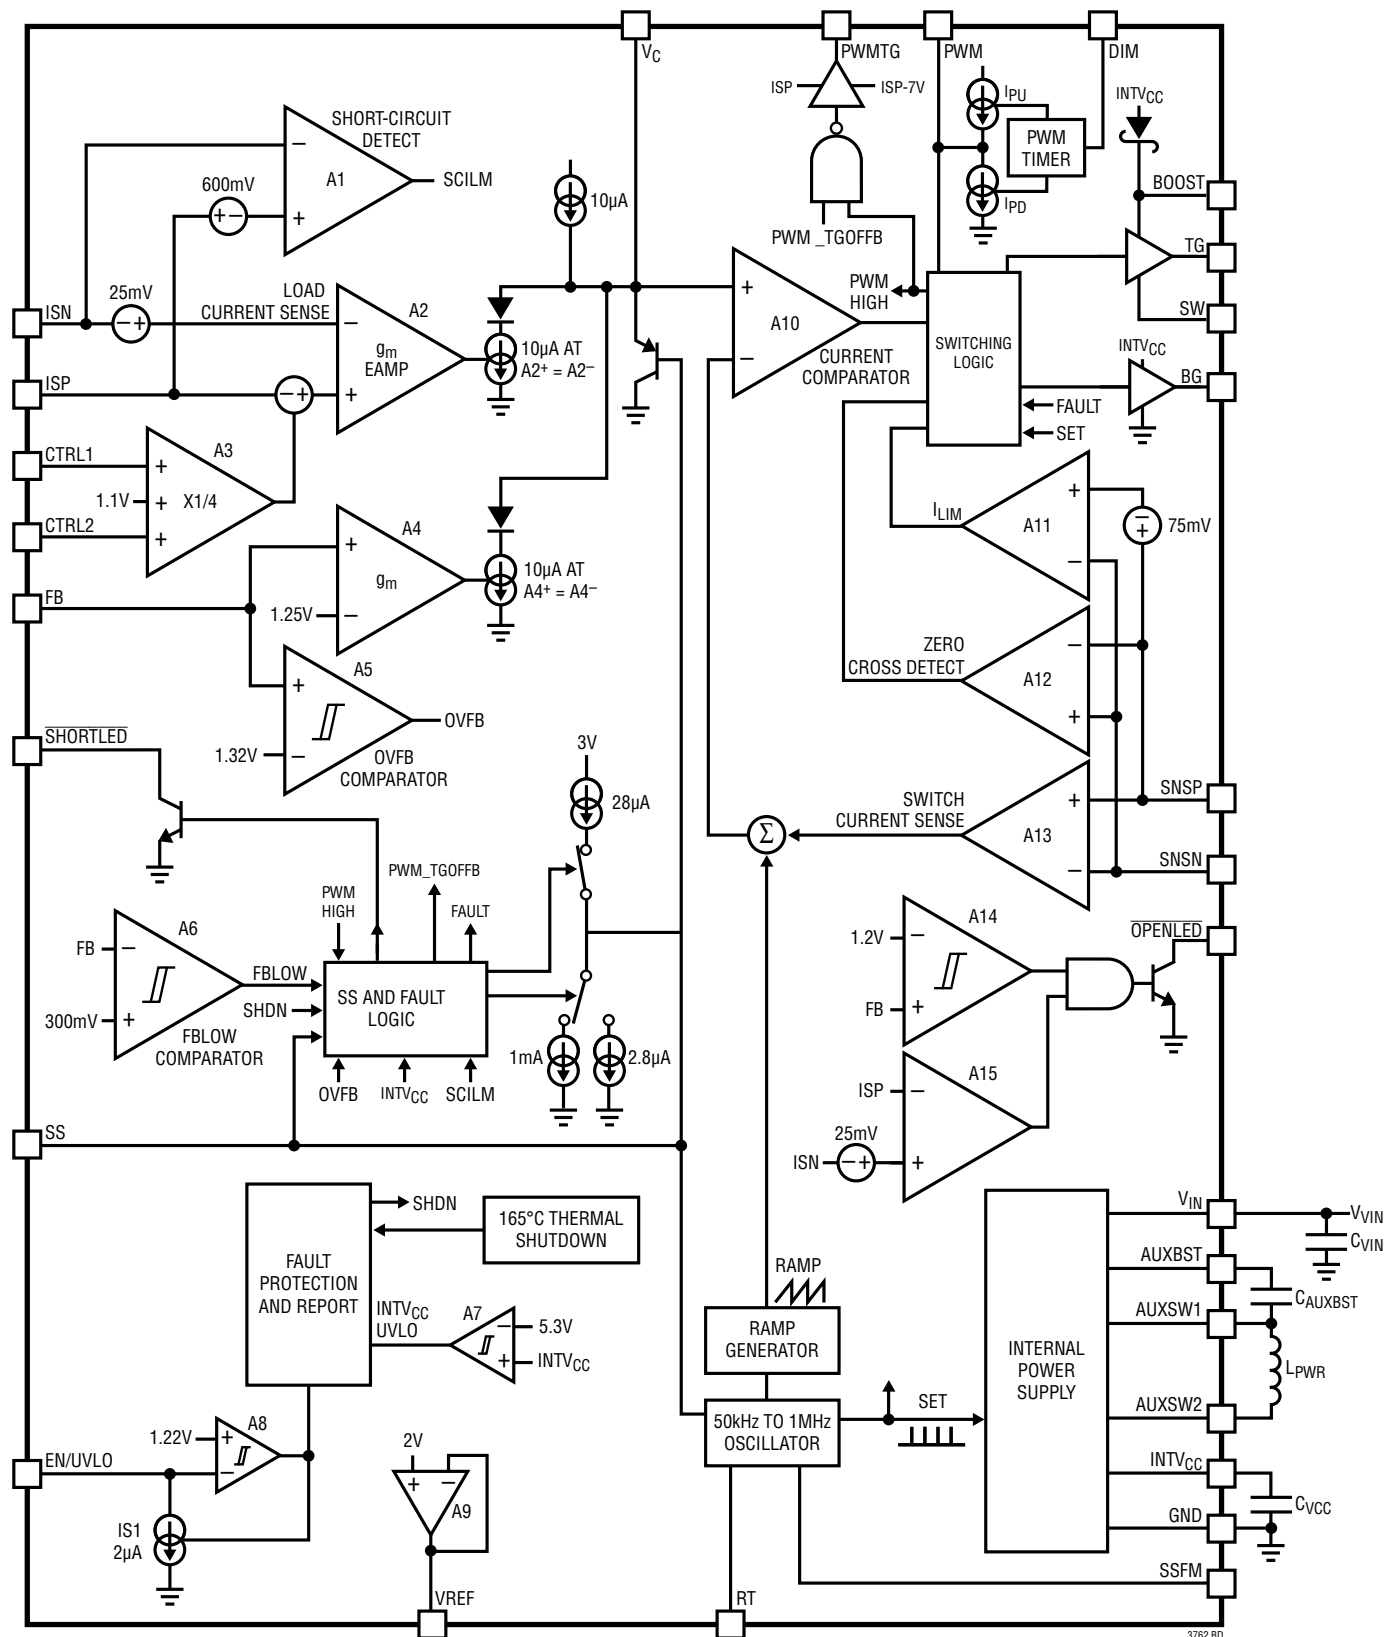 VC
PWMTG
PWM
DIM
ISP
ISP-7V
IPU
INTVCC
PWM
TIMER
IPD
PWM _TGOFFB
BOOST
TG
SW
SHORT-CIRCUIT
DETECT
−
A1
SCILM
+
600mV
+ −
10µA
ISN
25mV
− +
LOAD
CURRENT SENSE
−
A2
gm
EAMP
+
10µA AT
A2+ = A2–
ISP
− +
+
A10
−
PWM
HIGH
CURRENT
COMPARATOR
SWITCHING
LOGIC
INTVCC
BG
FAULT
SET
CTRL1
A3
+
1.1V
+
X1/4
CTRL2
+
FB
A4
+
gm
1.25V
−
10µA AT
A4+ = A4–
ILIM
A11
+
−
−
+
75mV
A5
+
1.32V
−
OVFB
OVFB
COMPARATOR
ZERO
CROSS DETECT
A12
−
+
SHORTLED
3V
28µA
SWITCH
CURRENT SENSE
Σ
A13
+
−
SNSP
SNSN
PWM
HIGH
PWM_TGOFFB
FAULT
A6
FB
−
300mV
+
FBLOW
SHDN
FBLOW
COMPARATOR
SS AND FAULT
LOGIC
OVFB
INTVCC
SCILM
1mA
2.8µA
A14
1.2V
−
FB
+
OPENLED
A15
ISP
−
25mV
ISN
− +
+
SS
FAULT
PROTECTION
AND REPORT
SHDN
165°C THERMAL
SHUTDOWN
INTVCC
UVLO
A7
−
5.3V
+
INTVCC
RAMP
RAMP
GENERATOR
50kHz TO 1MHz
OSCILLATOR
SET
INTERNAL
POWER
SUPPLY
VIN
VVIN
CVIN
AUXBST
CAUXBST
AUXSW1
LPWR
AUXSW2
INTVCC
CVCC
GND
SSFM
A8
1.22V
+
−
EN/UVLO
IS1
2µA
2V
+
−
A9
VREF
RT
3762 BD